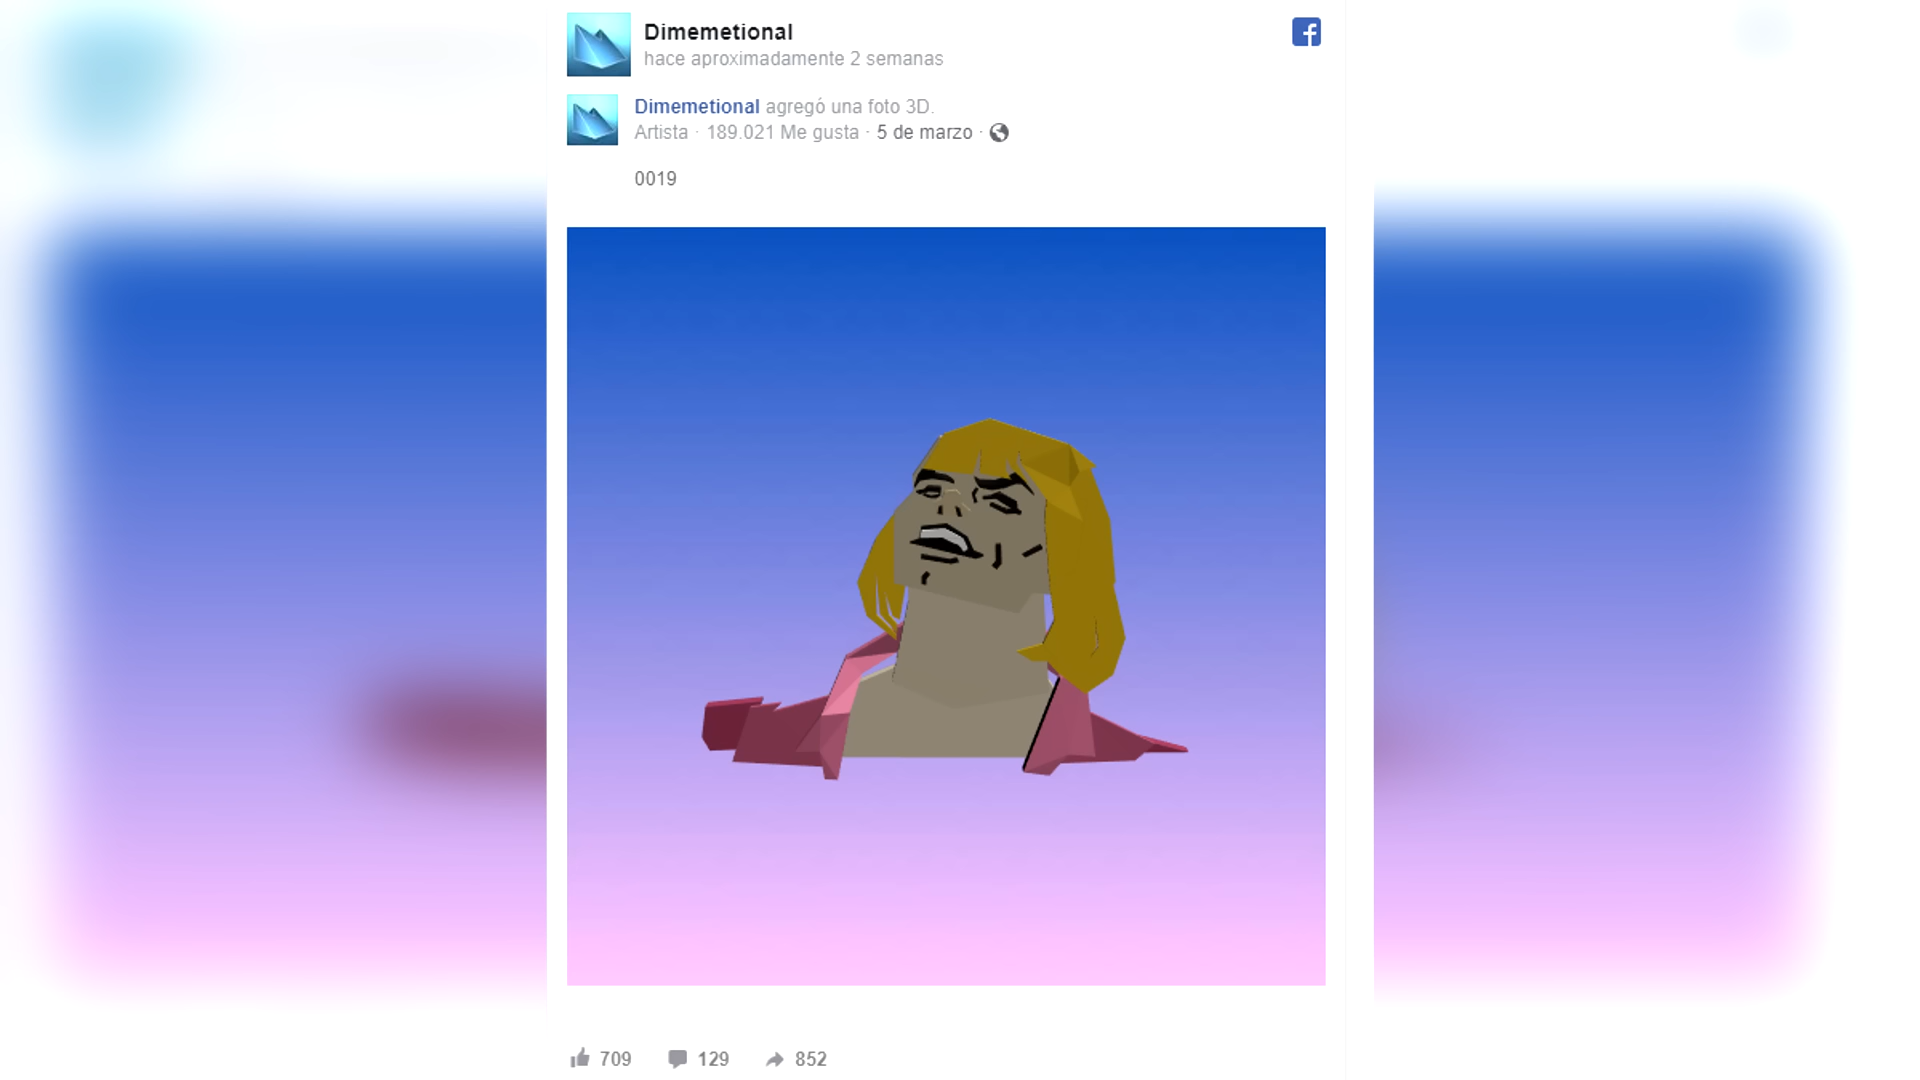 Dimemetional
hace aproximadamente 2 semanas
Dimemetional agregó una foto 3D.
Artista · 189.021 Me gusta · 5 de marzo ·
0019
709 129 852